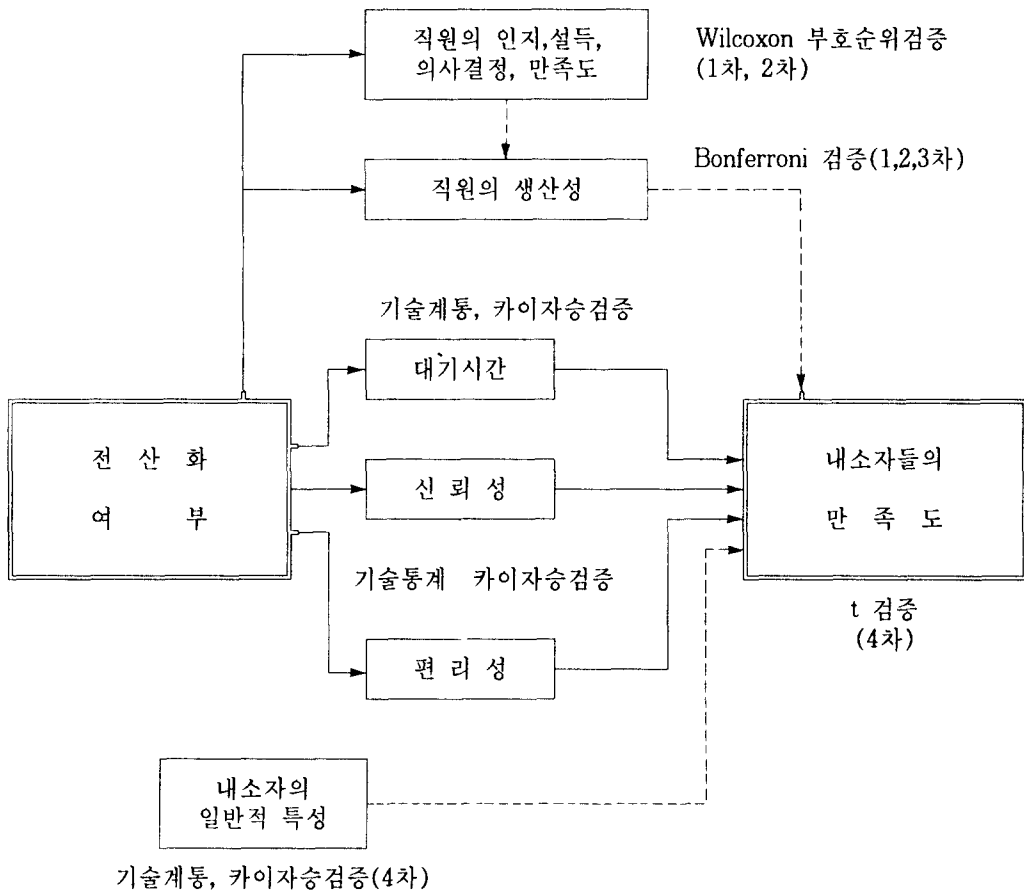 직원의 인지,설득,
의사결정, 만족도
Wilcoxon 부호순위검증
(1차, 2차)
직원의 생산성
Bonferroni 검증(1,2,3차)
기술계통, 카이자승검증
대기시간
전 산 화
여 부
신 뢰 성
내소자들의
만 족 도
기술통계 카이자승검증
t 검증
(4차)
편 리 성
내소자의
일반적 특성
기술계통, 카이자승검증(4차)